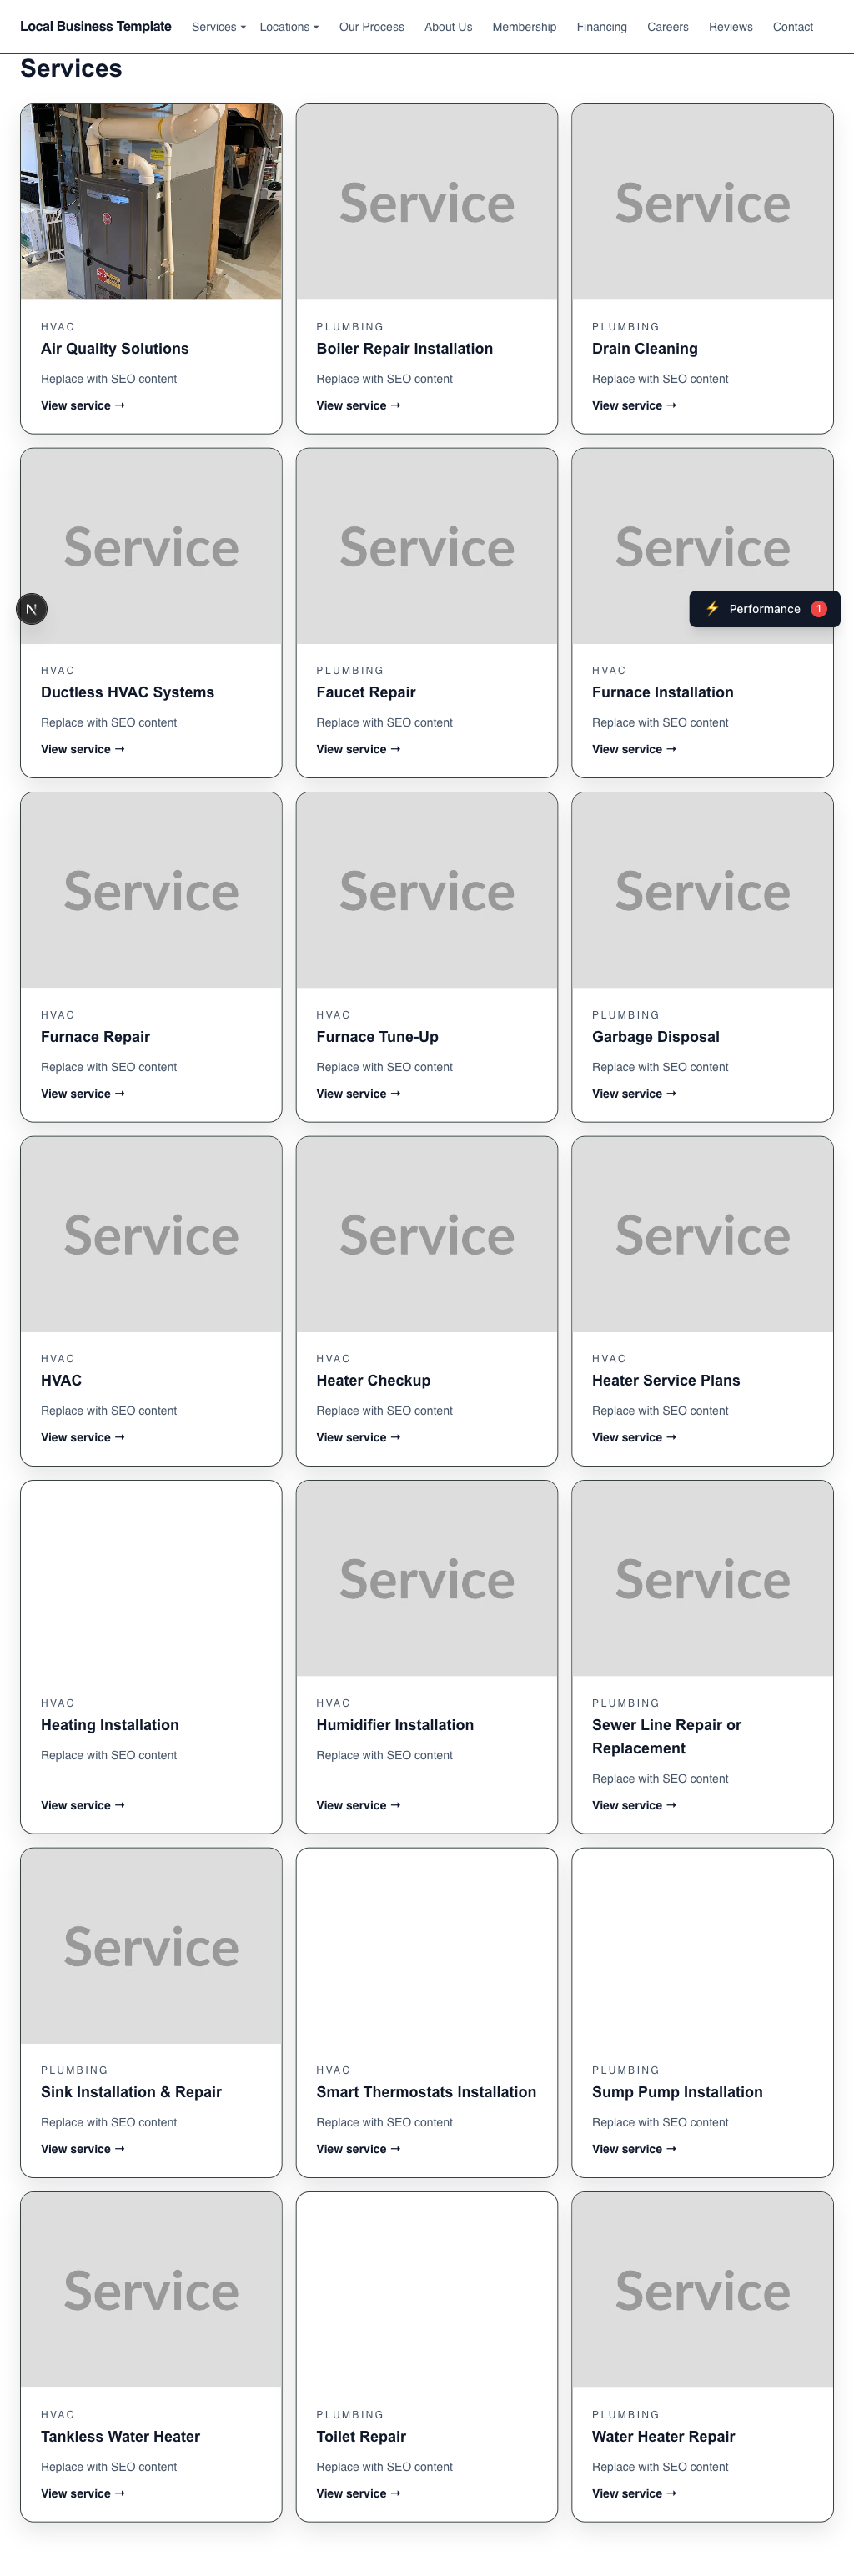 Local Business Template Services Locations Our Process About Us Membership Financing Careers Reviews Contact
Services
Service Service
HVAC PLUMBING PLUMBING
Air Quality Solutions Boiler Repair Installation Drain Cleaning
Replace with SEO content Replace with SEO content Replace with SEO content
View service → View service → View service →
Service Service Service
N ⚡ Performance 1
HVAC PLUMBING HVAC
Ductless HVAC Systems Faucet Repair Furnace Installation
Replace with SEO content Replace with SEO content Replace with SEO content
View service → View service → View service →
Service Service Service
HVAC HVAC PLUMBING
Furnace Repair Furnace Tune-Up Garbage Disposal
Replace with SEO content Replace with SEO content Replace with SEO content
View service → View service → View service →
Service Service Service
HVAC HVAC HVAC
HVAC Heater Checkup Heater Service Plans
Replace with SEO content Replace with SEO content Replace with SEO content
View service → View service → View service →
Service Service
HVAC HVAC PLUMBING
Heating Installation Humidifier Installation Sewer Line Repair or
Replacement
Replace with SEO content Replace with SEO content Replace with SEO content
View service → View service → View service →
Service
PLUMBING HVAC PLUMBING
Sink Installation & Repair Smart Thermostats Installation Sump Pump Installation
Replace with SEO content Replace with SEO content Replace with SEO content
View service → View service → View service →
Service Service
HVAC PLUMBING PLUMBING
Tankless Water Heater Toilet Repair Water Heater Repair
Replace with SEO content Replace with SEO content Replace with SEO content
View service → View service → View service →